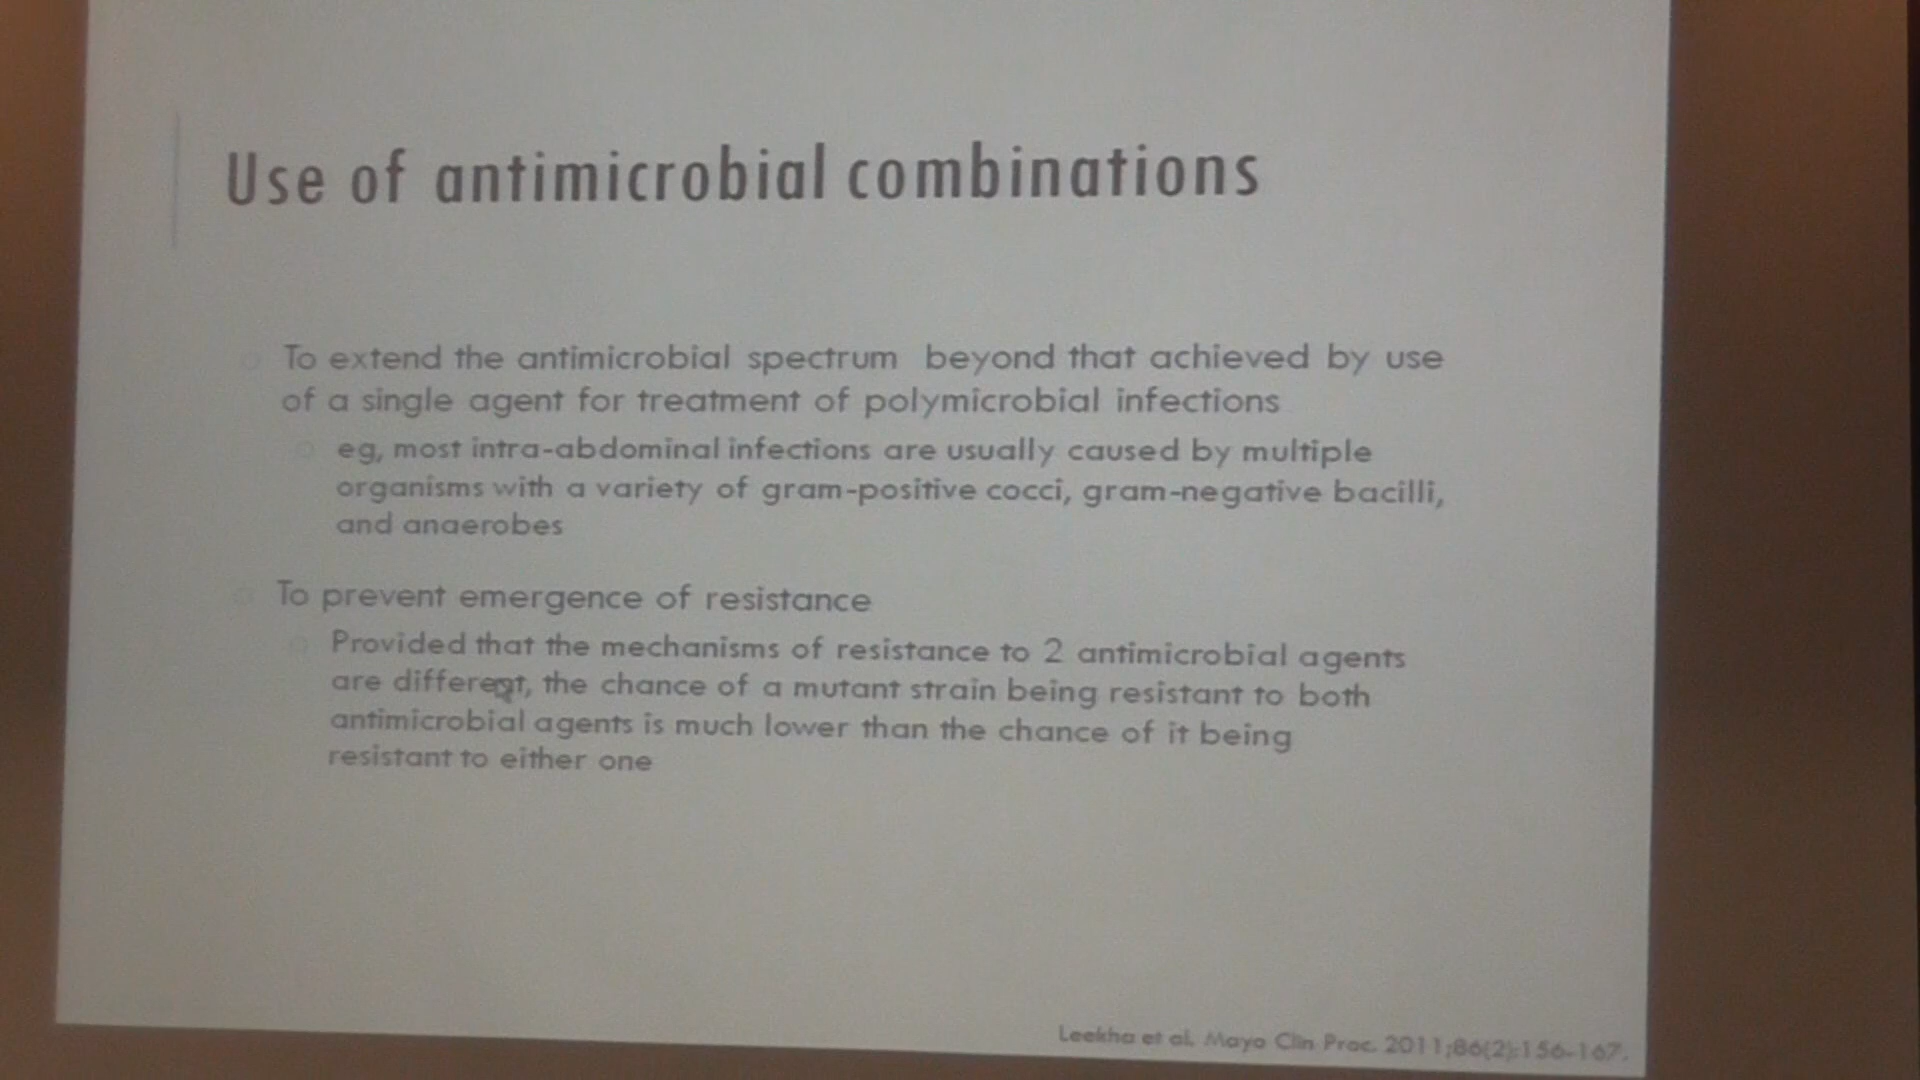 Use of antimicrobial combinations
To extend the antimicrobial spectrum beyond that achieved by use
of a single agent for treatment of polymicrobial infections
eg, most intra-abdominal infections are usually caused by multiple
organisms with a variety of gram-positive cocci, gram-negative bacilli,
and anaerobes
To prevent emergence of resistance
Provided that the mechanisms of resistance to 2 antimicrobial agents
are different, the chance of a mutant strain being resistant to both
antimicrobial agents is much lower than the chance of it being
resistant to either one
Leekha et al. Mayo Clin Proc. 2011;86(2):156-167.